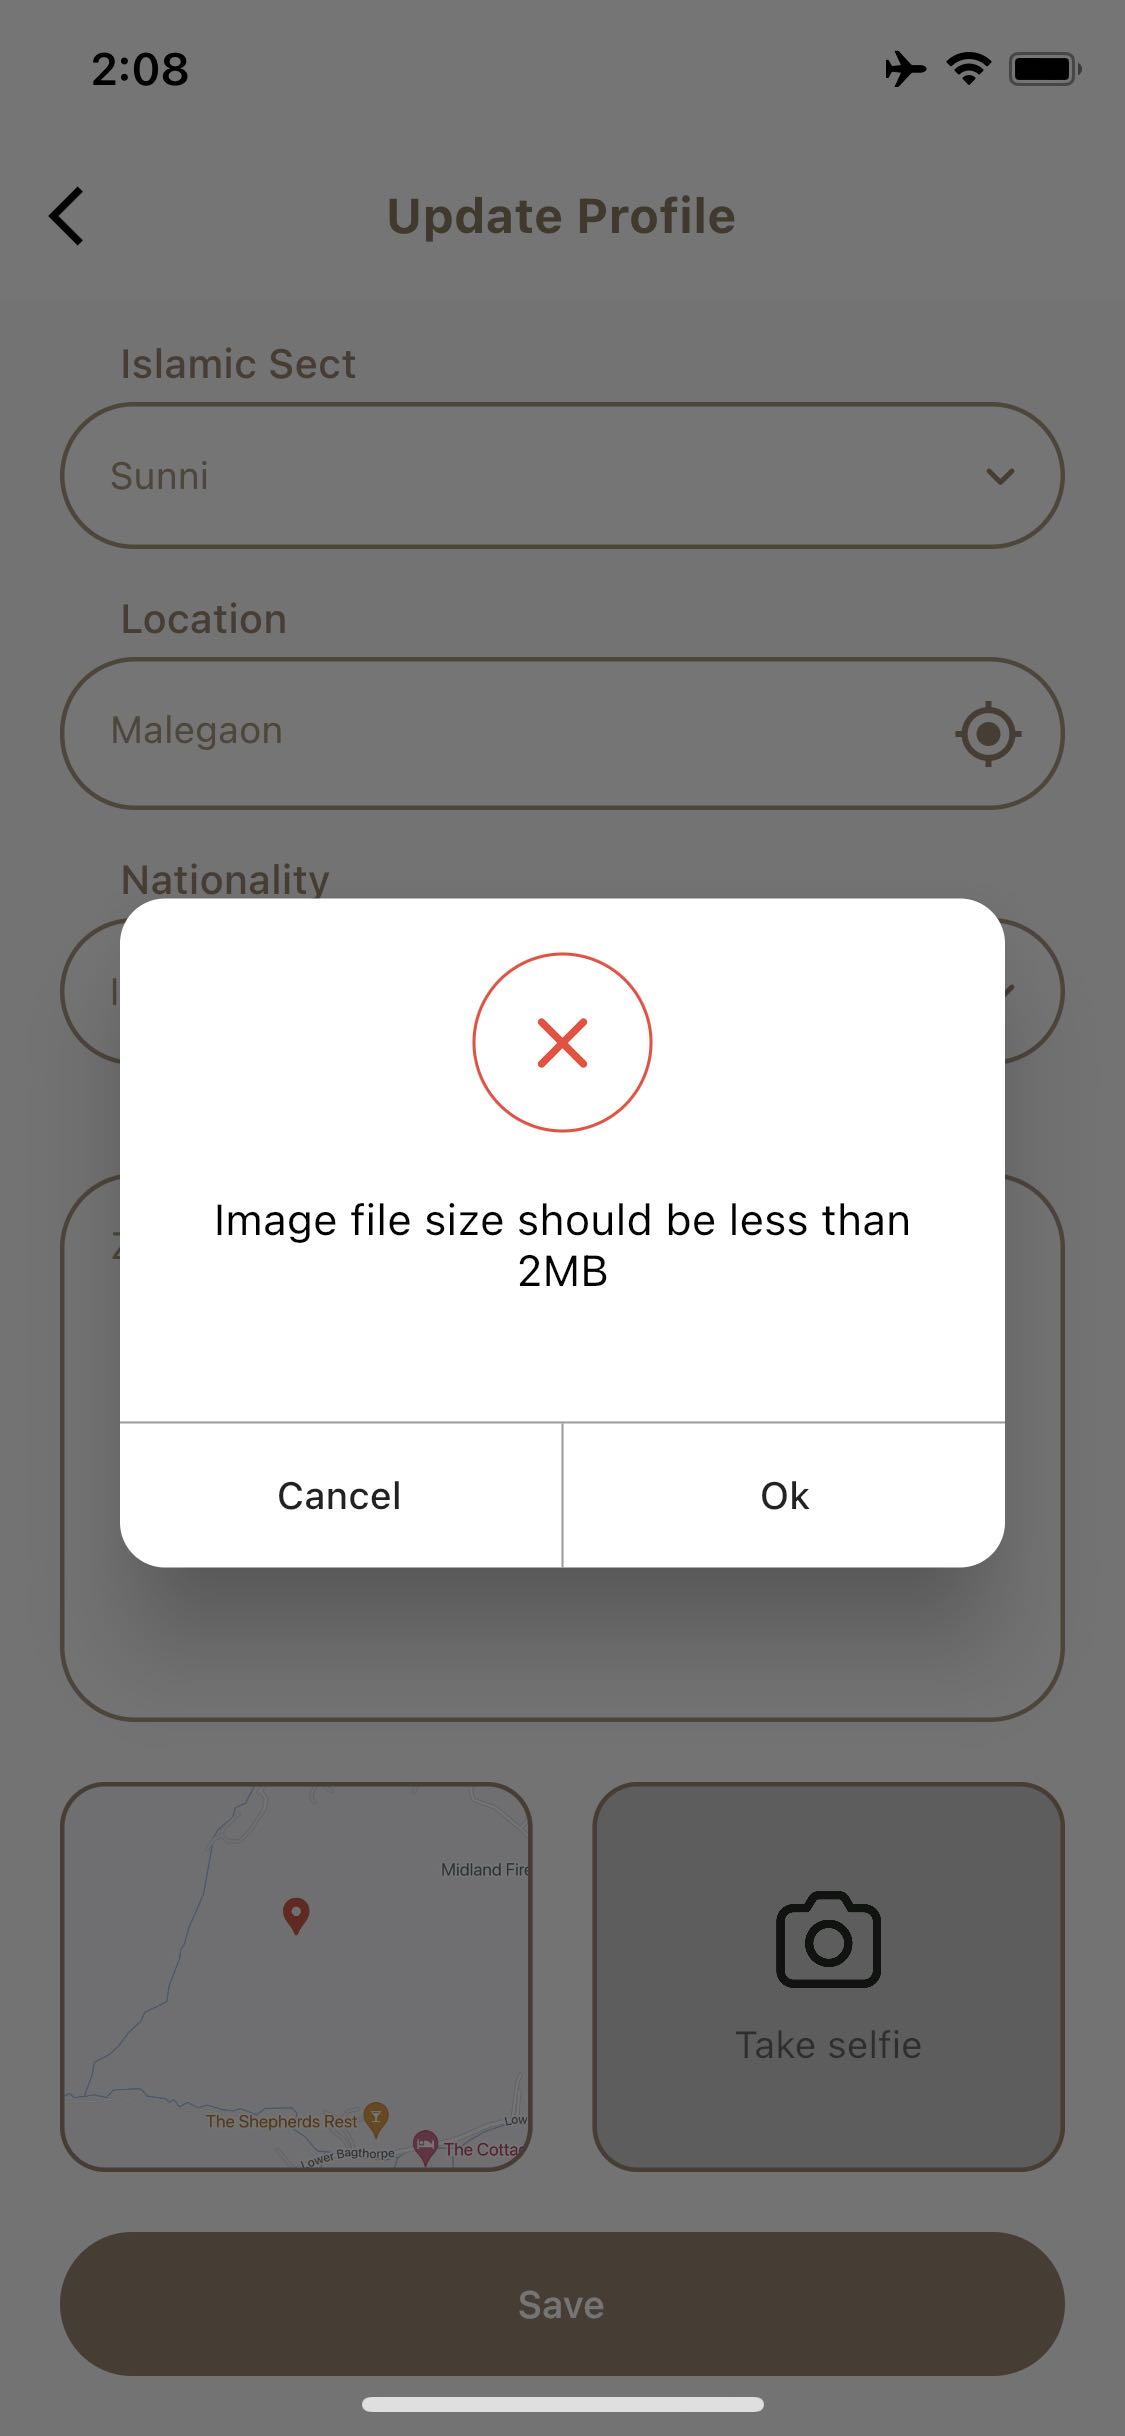 2:08
Update Profile
Islamic Sect
Sunni
Location
Malegaon
Nationality
Image file size should be less than
2MB
Cancel
Ok
Midland Fire
Take selfie
The Shepherds Rest
Low
Lower Bagthorpe
The Cottag
Save